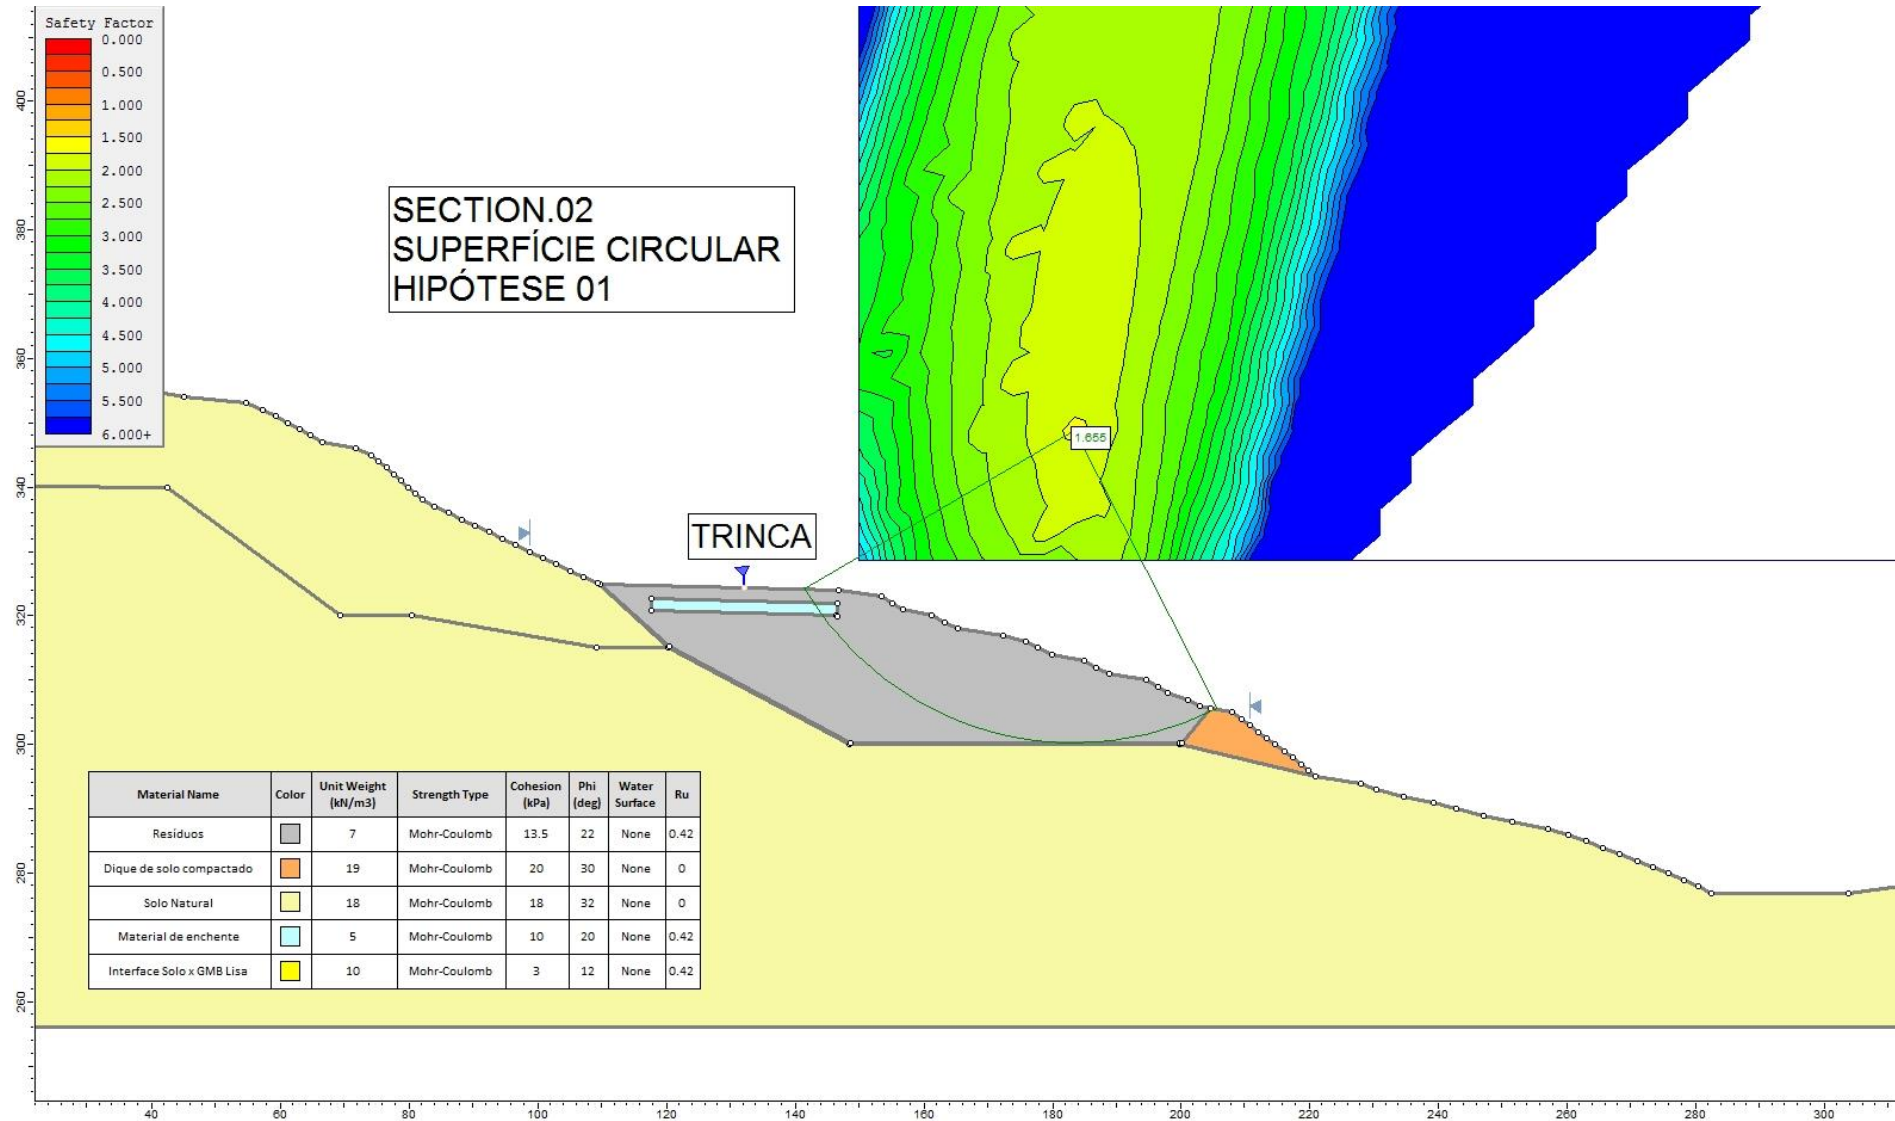 Safety Factor
0.000
0.500
1.000
1.500
2.000
2.500
3.000
3.500
4.000
4.500
5.000
5.500
6.000+
SECTION.02
SUPERFÍCIE CIRCULAR
HIPÓTESE 01
1.655
TRINCA
Material Name Color Unit Weight (kN/m3) Strength Type Cohesion (kPa) Phi (deg) Water Surface Ru
Resíduos 7 Mohr-Coulomb 13.5 22 None 0.42
Dique de solo compactado 19 Mohr-Coulomb 20 30 None 0
Solo Natural 18 Mohr-Coulomb 18 32 None 0
Material de enchente 5 Mohr-Coulomb 10 20 None 0.42
Interface Solo x GMB Lisa 10 Mohr-Coulomb 3 12 None 0.42
400
380
360
340
320
300
280
260
40 60 80 100 120 140 160 180 200 220 240 260 280 300